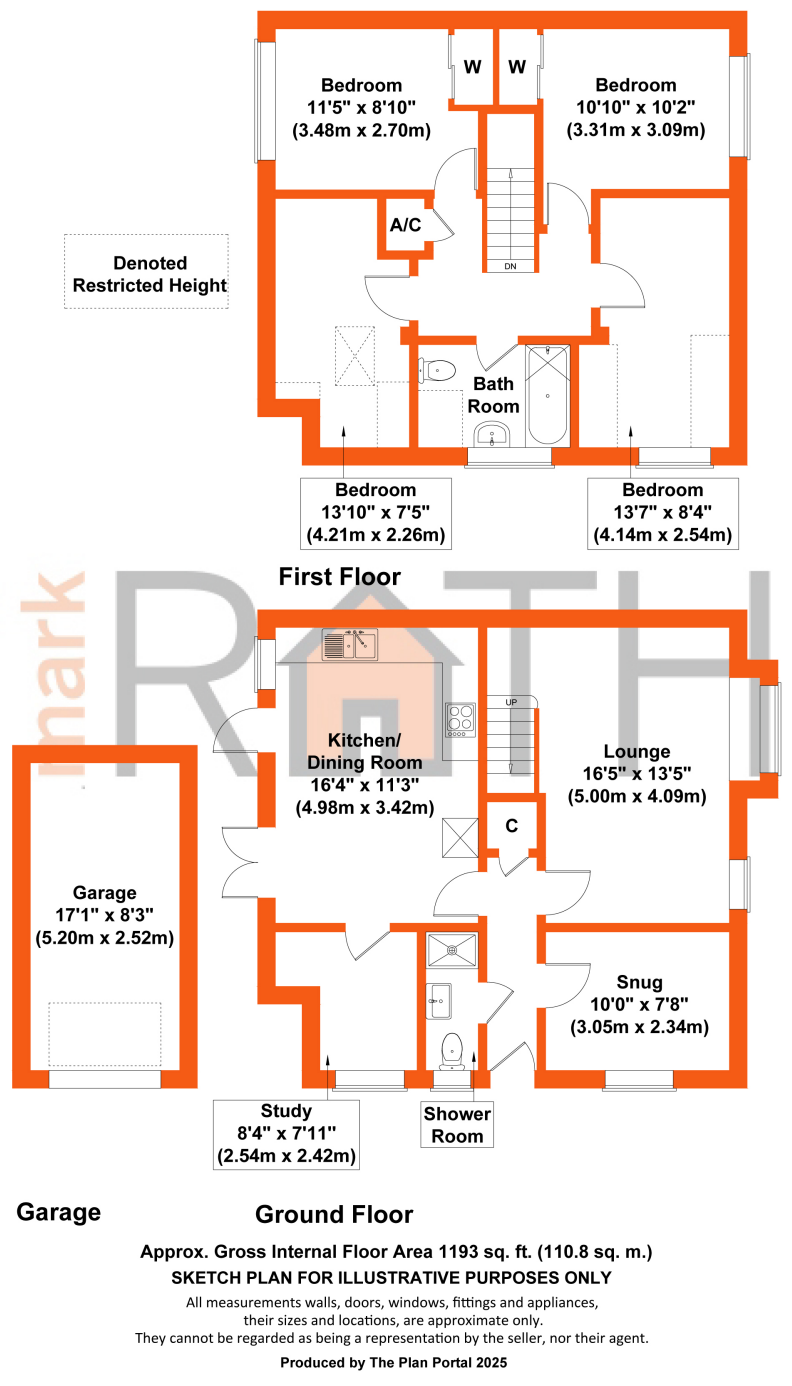 W
W
Bedroom
11'5" x 8'10"
(3.48m x 2.70m)
Bedroom
10'10" x 10'2"
(3.31m x 3.09m)
A/C
Denoted
Restricted Height
DN
Bath
Room
Bedroom
13'10" x 7'5"
(4.21m x 2.26m)
Bedroom
13'7" x 8'4"
(4.14m x 2.54m)
First Floor
mark
ROTH
UP
Kitchen/
Dining Room
16'4" x 11'3"
(4.98m x 3.42m)
Lounge
16'5" x 13'5"
(5.00m x 4.09m)
C
Garage
17'1" x 8'3"
(5.20m x 2.52m)
Snug
10'0" x 7'8"
(3.05m x 2.34m)
Study
8'4" x 7'11"
(2.54m x 2.42m)
Shower
Room
Garage
Ground Floor
Approx. Gross Internal Floor Area 1193 sq. ft. (110.8 sq. m.)
SKETCH PLAN FOR ILLUSTRATIVE PURPOSES ONLY
All measurements walls, doors, windows, fittings and appliances,
their sizes and locations, are approximate only.
They cannot be regarded as being a representation by the seller, nor their agent.
Produced by The Plan Portal 2025